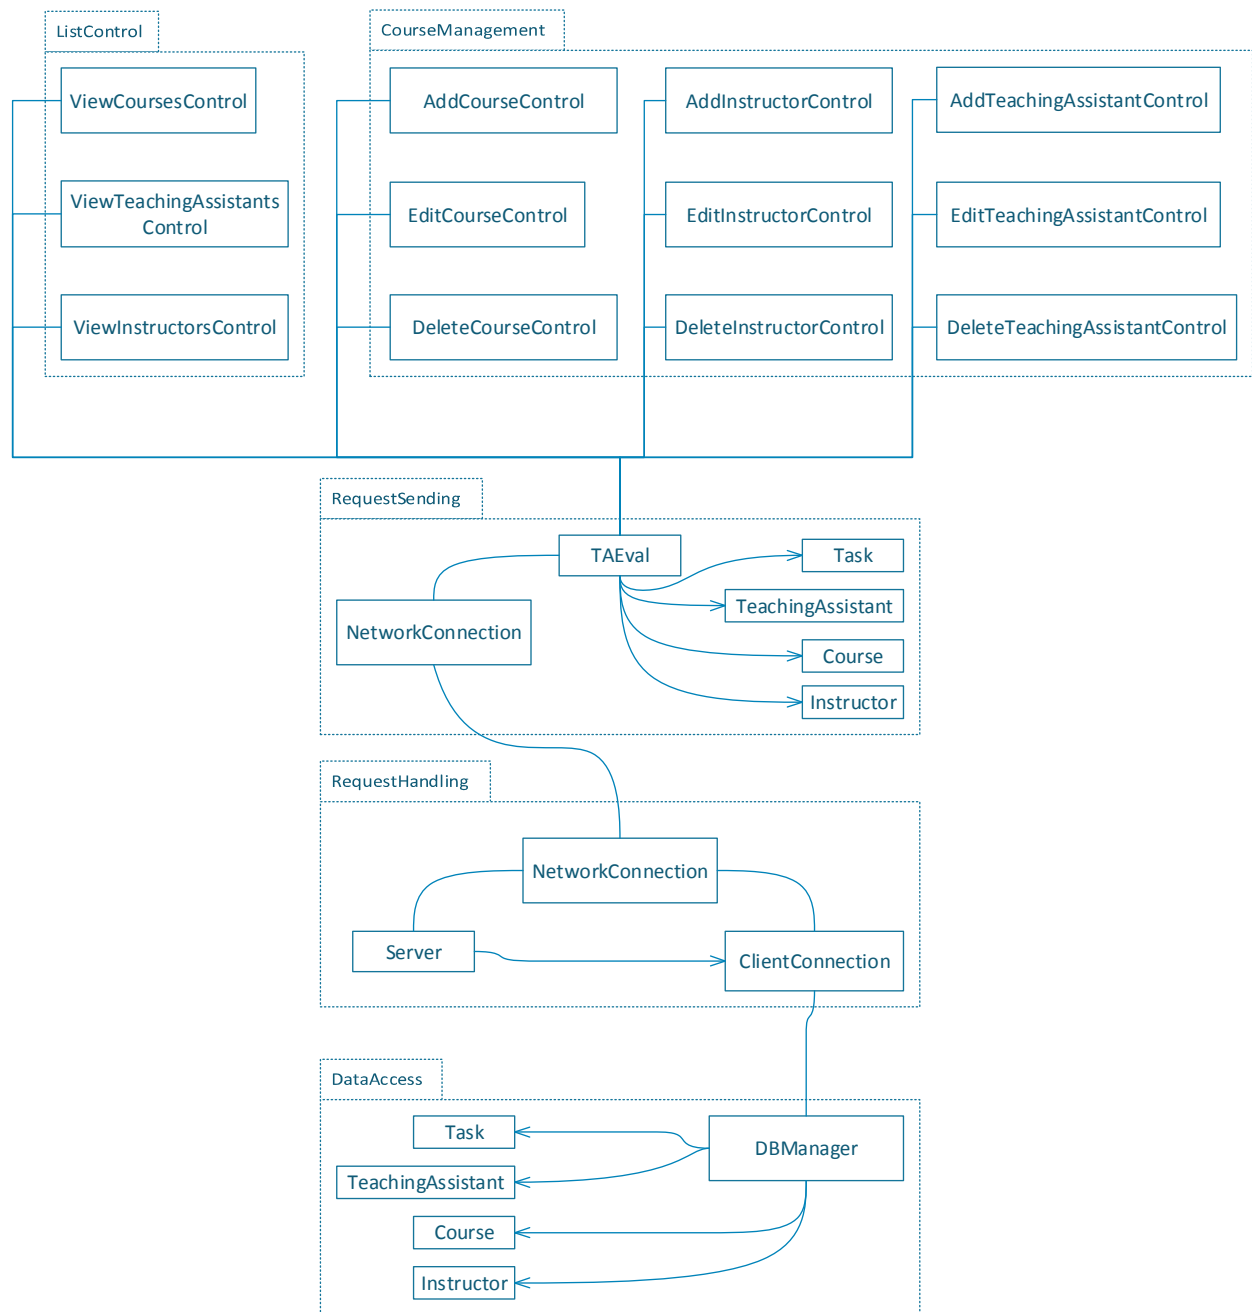 ListControl
CourseManagement
ViewCoursesControl
AddCourseControl
AddInstructorControl
AddTeachingAssistantControl
ViewTeachingAssistants
Control
EditCourseControl
EditInstructorControl
EditTeachingAssistantControl
ViewInstructorsControl
DeleteCourseControl
DeleteInstructorControl
DeleteTeachingAssistantControl
RequestSending
TAEval
Task
TeachingAssistant
NetworkConnection
Course
Instructor
RequestHandling
NetworkConnection
Server
ClientConnection
DataAccess
Task
DBManager
TeachingAssistant
Course
Instructor